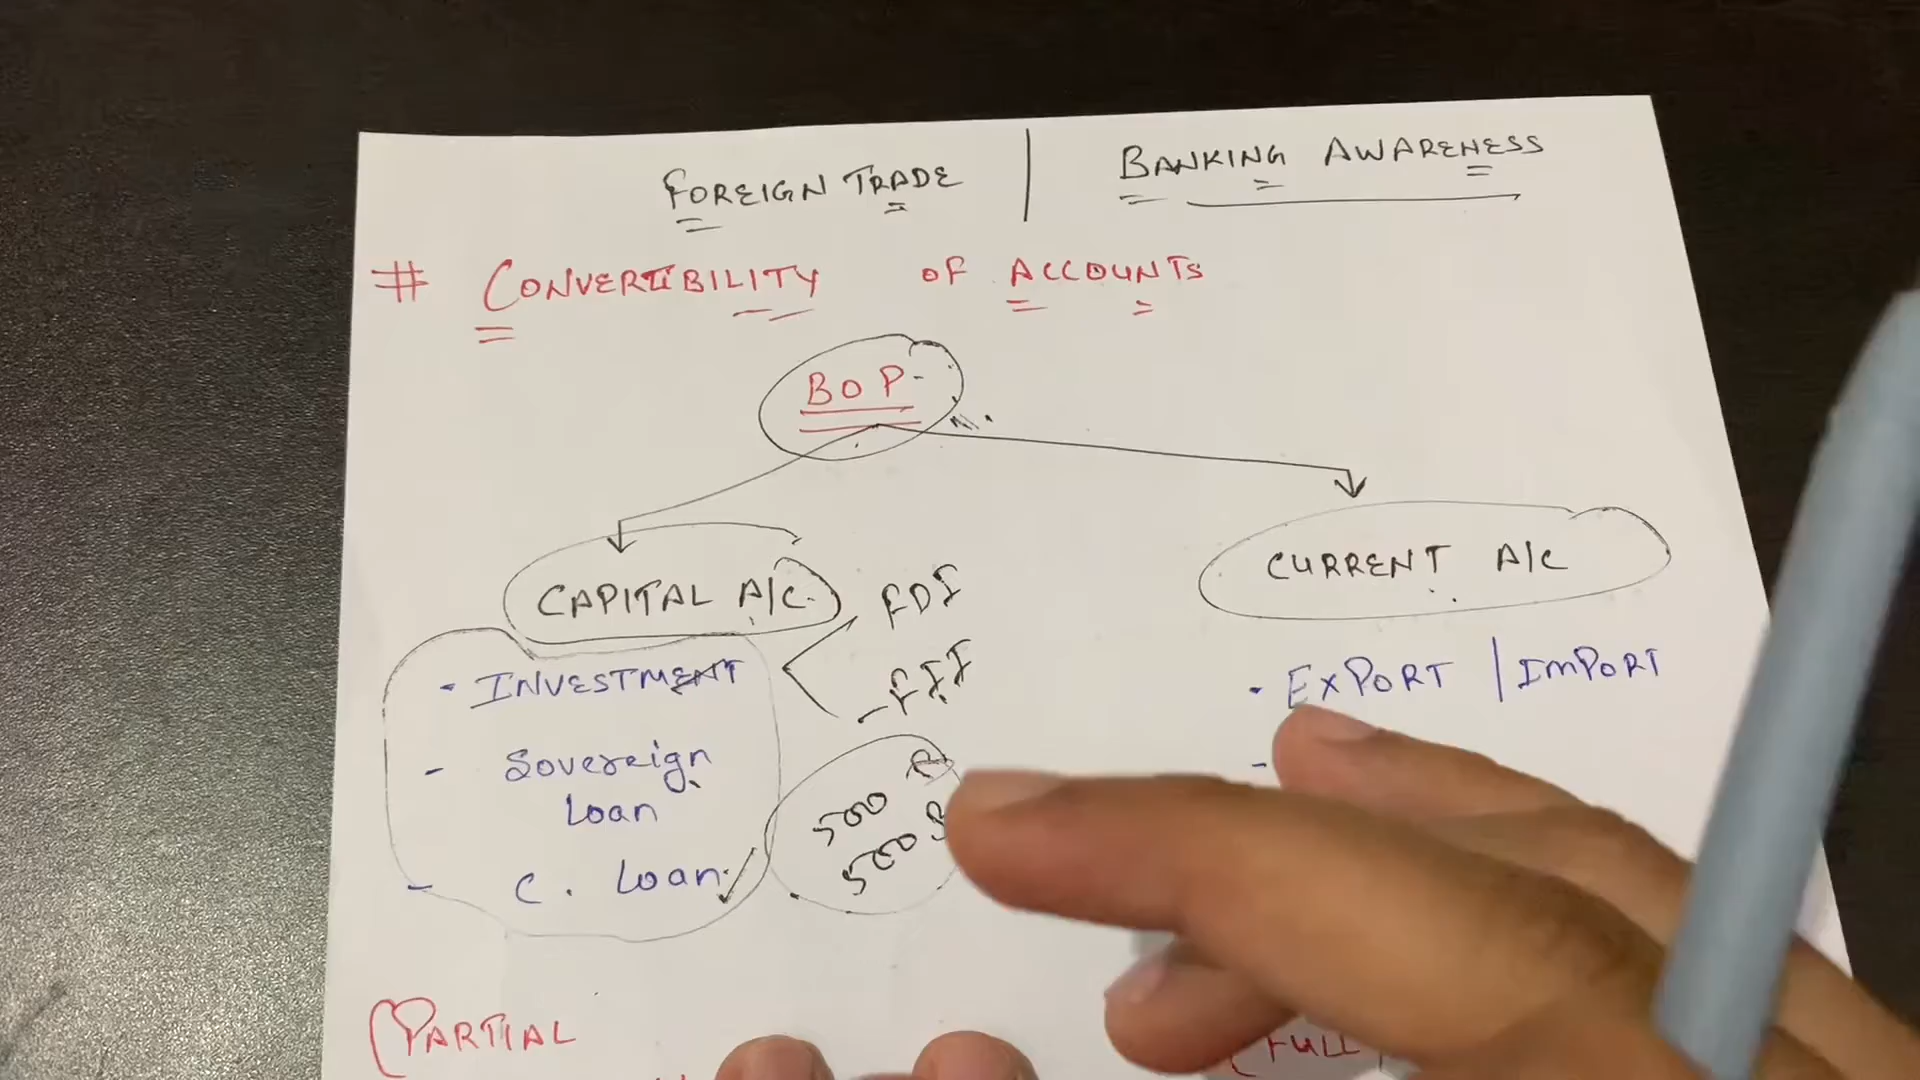 FOREIGN TRADE | BANKING AWARENESS
# CONVERTIBILITY OF ACCOUNTS
BOP
CAPITAL A/C
CURRENT A/C
- INVESTMENT
FDI
- FII
- Sovereign
Loan
- C. Loan
500
500 $
- EXPORT / IMPORT
-
(PARTIAL
(FULL